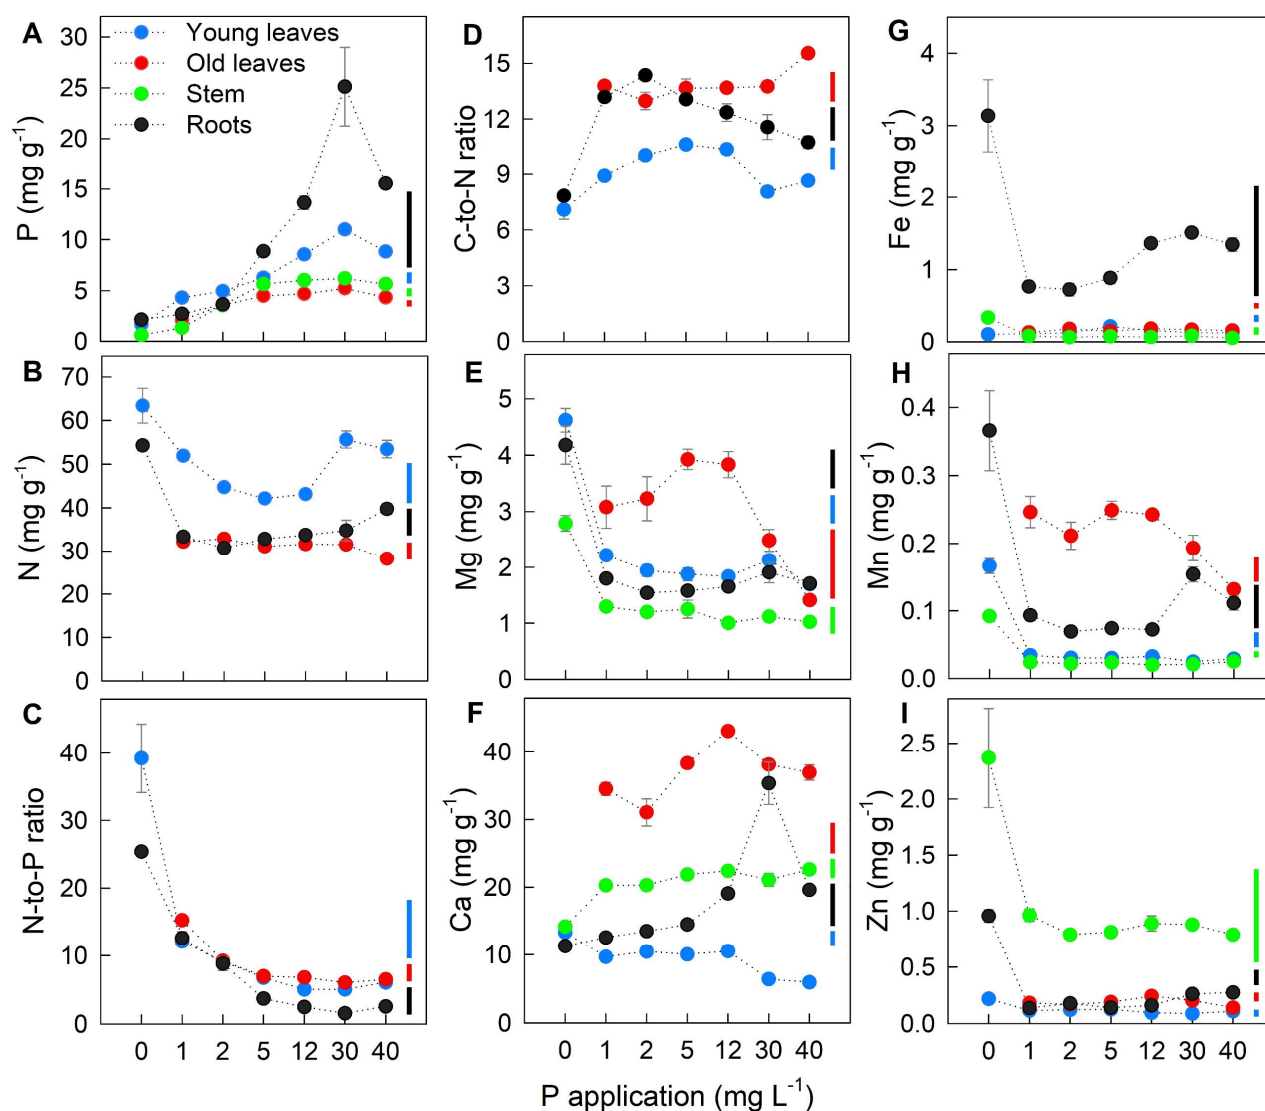 A
P (mg g-1)
30
25
20
15
10
5
0
Young leaves
Old leaves
Stem
Roots
D
C-to-N ratio
15
12
9
6
3
0
G
Fe (mg g-1)
4
3
2
1
0
B
N (mg g-1)
70
60
50
40
30
20
10
0
E
Mg (mg g-1)
5
4
3
2
1
0
H
Mn (mg g-1)
0.4
0.3
0.2
0.1
0.0
C
N-to-P ratio
40
30
20
10
0
0 1 2 5 12 30 40
F
Ca (mg g-1)
40
30
20
10
0
0 1 2 5 12 30 40
I
Zn (mg g-1)
2.5
2.0
1.5
1.0
0.5
0.0
0 1 2 5 12 30 40
P application (mg L-1)